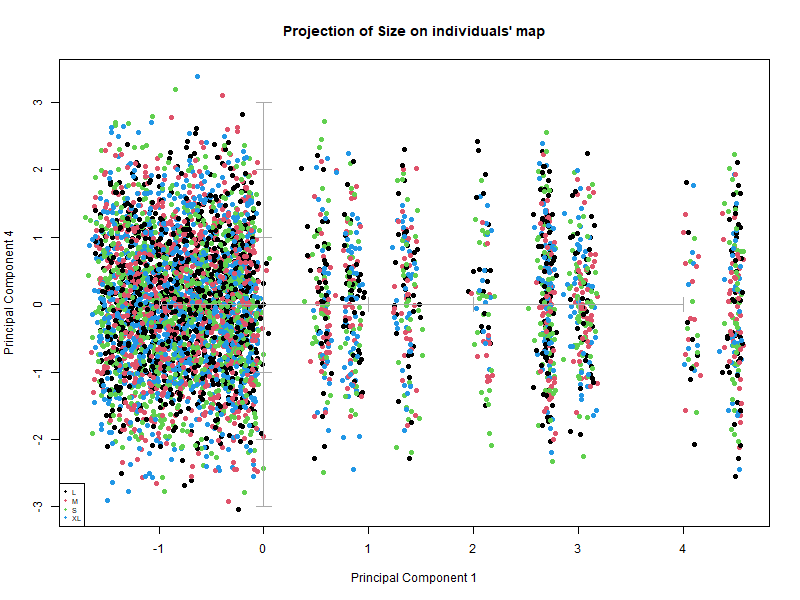 Projection of Size on individuals' map
Principal Component 4
3
2
1
0
-1
-2
-3
L
M
S
XL
-1
0
1
2
3
4
Principal Component 1